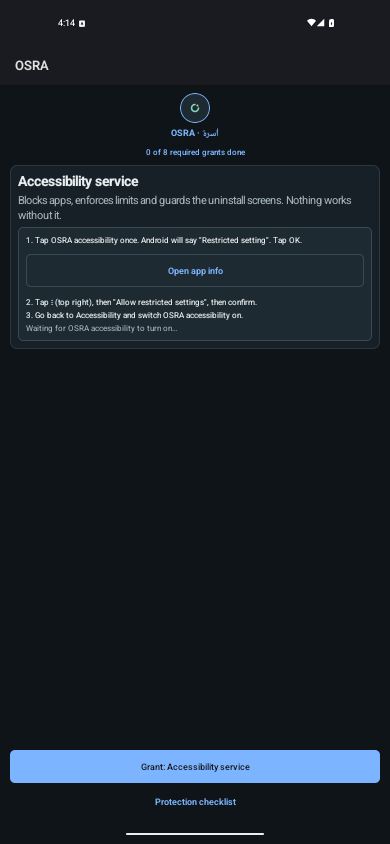 4:14
OSRA
OSRA · أسرة
0 of 8 required grants done
Accessibility service
Blocks apps, enforces limits and guards the uninstall screens. Nothing works
without it.
1. Tap OSRA accessibility once. Android will say "Restricted setting". Tap OK.
Open app info
2. Tap ⋮ (top right), then "Allow restricted settings", then confirm.
3. Go back to Accessibility and switch OSRA accessibility on.
Waiting for OSRA accessibility to turn on…
Grant: Accessibility service
Protection checklist